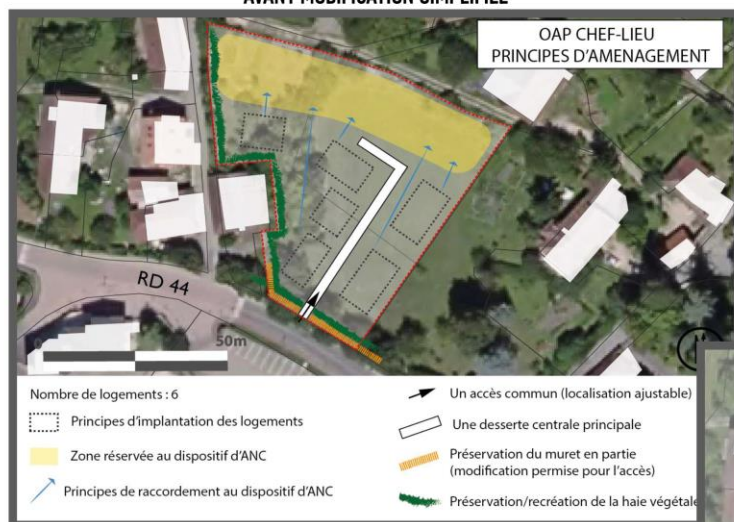 AVANT MODIFICATION SIMPLIFIÉE
OAP CHEF-LIEU
PRINCIPES D'AMENAGEMENT
RD 44
0
50m
Nombre de logements : 6
Principes d'implantation des logements
Zone réservée au dispositif d'ANC
Principes de raccordement au dispositif d'ANC
Un accès commun (localisation ajustable)
Une desserte centrale principale
Préservation du muret en partie
(modification permise pour l'accès)
Préservation/recréation de la haie végétale